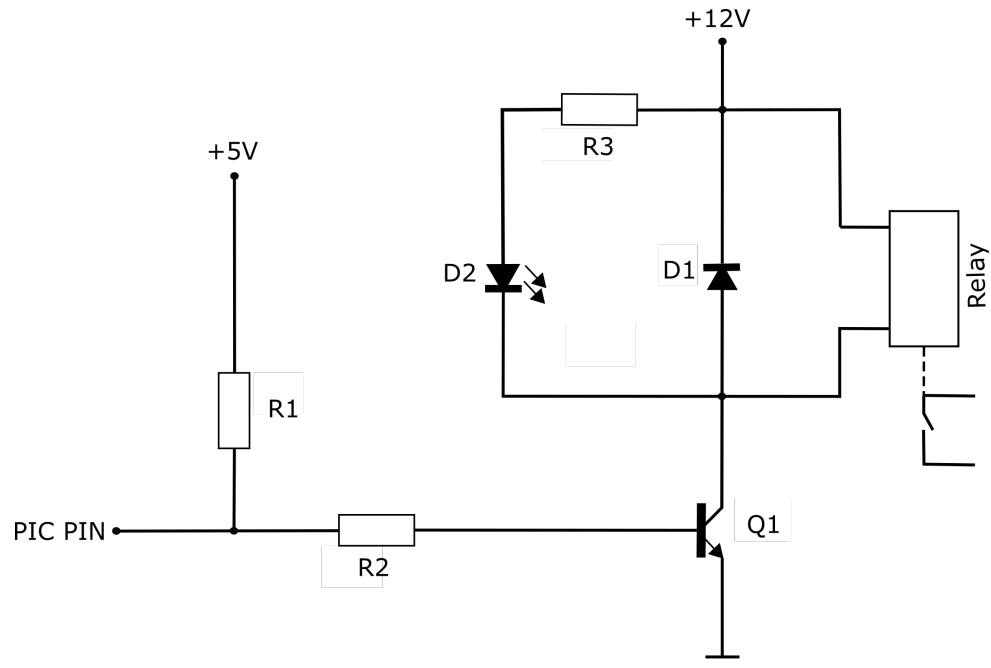 +12V
R3
+5V
D2
D1
Relay
R1
PIC PIN
R2
Q1